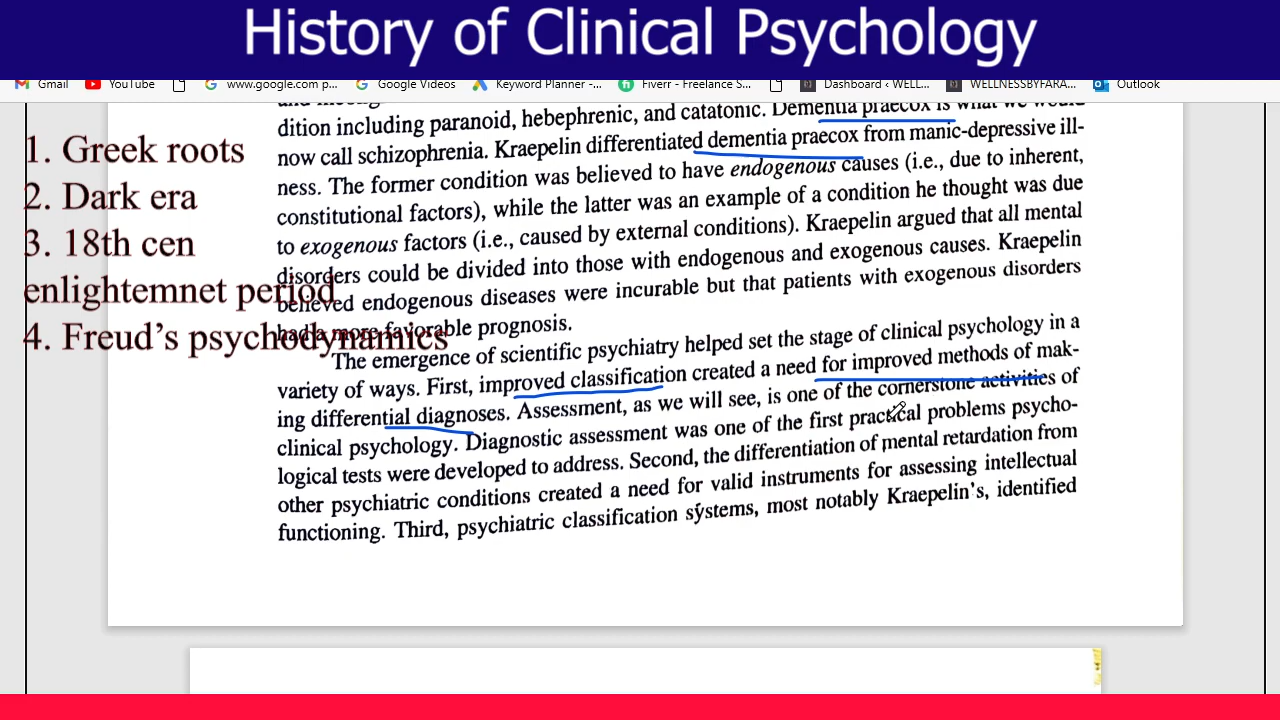 History of Clinical Psychology
Gmail YouTube www.google.com p... Google Videos Keyword Planner -... Fiverr - Freelance S... Dashboard ‹ WELL... WELLNESSBYFARA... Outlook
dition including paranoid, hebephrenic, and catatonic. Dementia praecox is what we would
now call schizophrenia. Kraepelin differentiated dementia praecox from manic-depressive ill-
ness. The former condition was believed to have endogenous causes (i.e., due to inherent,
constitutional factors), while the latter was an example of a condition he thought was due
to exogenous factors (i.e., caused by external conditions). Kraepelin argued that all mental
disorders could be divided into those with endogenous and exogenous causes. Kraepelin
believed endogenous diseases were incurable but that patients with exogenous disorders
had a more favorable prognosis.
The emergence of scientific psychiatry helped set the stage of clinical psychology in a
variety of ways. First, improved classification created a need for improved methods of mak-
ing differential diagnoses. Assessment, as we will see, is one of the cornerstone activities of
clinical psychology. Diagnostic assessment was one of the first practical problems psycho-
logical tests were developed to address. Second, the differentiation of mental retardation from
other psychiatric conditions created a need for valid instruments for assessing intellectual
functioning. Third, psychiatric classification systems, most notably Kraepelin's, identified
1. Greek roots
2. Dark era
3. 18th cen
enlightemnet period
4. Freud’s psychodynamics